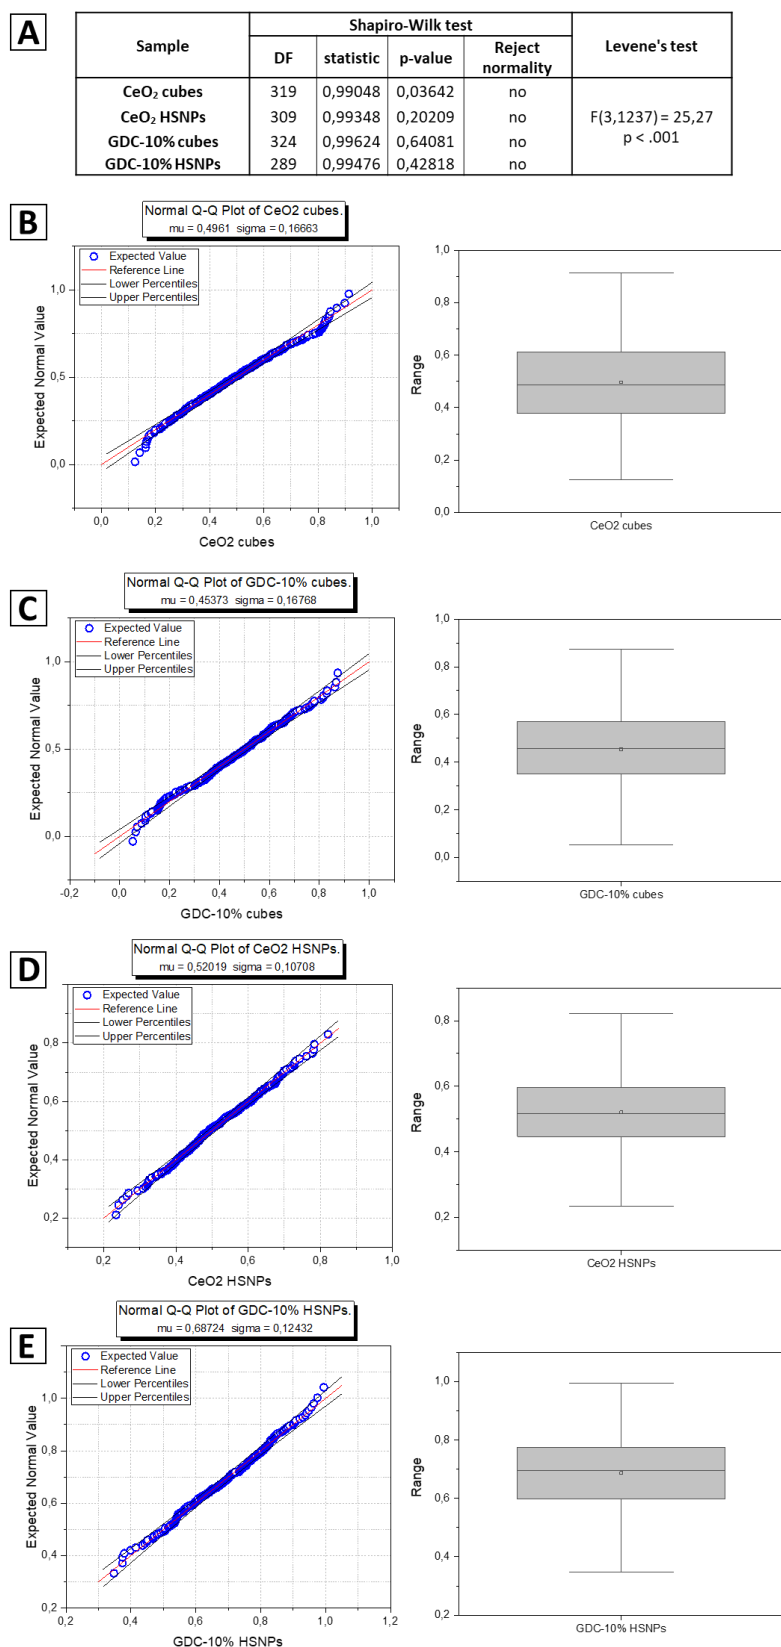 A
Sample
Shapiro-Wilk test
Levene's test
DF
statistic
p-value
Reject normality
CeO₂ cubes 319 0,99048 0,03642 no
CeO₂ HSNPs 309 0,99348 0,20209 no
GDC-10% cubes 324 0,99624 0,64081 no
GDC-10% HSNPs 289 0,99476 0,42818 no
F(3,1237) = 25,27
p < .001
B
Normal Q-Q Plot of CeO2 cubes.
mu = 0,4961 sigma = 0,16663
Expected Value
Reference Line
Lower Percentiles
Upper Percentiles
Expected Normal Value
1,0
0,5
0,0
0,0 0,2 0,4 0,6 0,8 1,0
CeO2 cubes
Range
1,0
0,8
0,6
0,4
0,2
0,0
CeO2 cubes
C
Normal Q-Q Plot of GDC-10% cubes.
mu = 0,45373 sigma = 0,16768
Expected Value
Reference Line
Lower Percentiles
Upper Percentiles
Expected Normal Value
1,0
0,5
0,0
-0,2 0,0 0,2 0,4 0,6 0,8 1,0
GDC-10% cubes
Range
1,0
0,8
0,6
0,4
0,2
0,0
GDC-10% cubes
D
Normal Q-Q Plot of CeO2 HSNPs.
mu = 0,52019 sigma = 0,10708
Expected Value
Reference Line
Lower Percentiles
Upper Percentiles
Expected Normal Value
0,8
0,6
0,4
0,2
0,2 0,4 0,6 0,8 1,0
CeO2 HSNPs
Range
0,8
0,6
0,4
0,2
CeO2 HSNPs
E
Normal Q-Q Plot of GDC-10% HSNPs.
mu = 0,68724 sigma = 0,12432
Expected Value
Reference Line
Lower Percentiles
Upper Percentiles
Expected Normal Value
1,0
0,8
0,6
0,4
0,2
0,2 0,4 0,6 0,8 1,0 1,2
GDC-10% HSNPs
Range
1,0
0,8
0,6
0,4
0,2
GDC-10% HSNPs